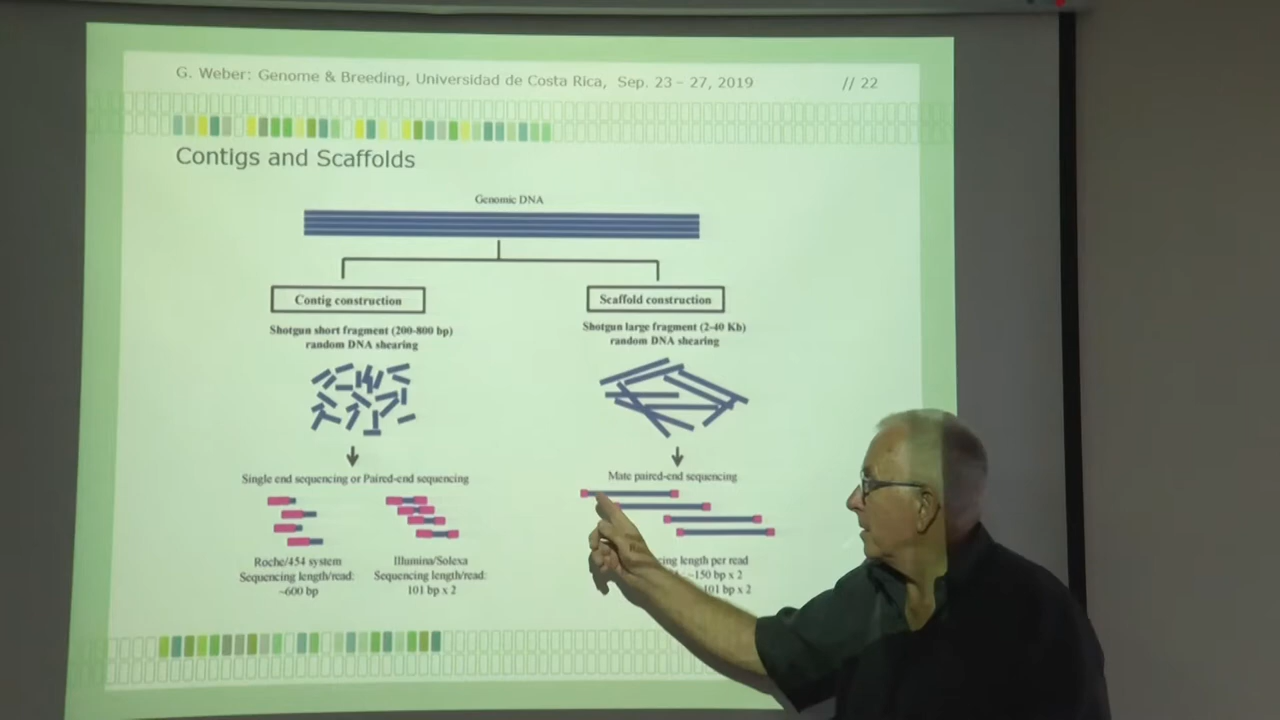 G. Weber: Genome & Breeding, Universidad de Costa Rica, Sep. 23 – 27, 2019 // 22
Contigs and Scaffolds
Genomic DNA
Contig construction
Scaffold construction
Shotgun short fragment (200-800 bp)
random DNA shearing
Shotgun large fragment (2-40 Kb)
random DNA shearing
Single end sequencing or Paired-end sequencing
Mate paired-end sequencing
Roche/454 system
Sequencing length/read:
~600 bp
Illumina/Solexa
Sequencing length/read:
101 bp x 2
length per read
~150 bp x 2
101 bp x 2